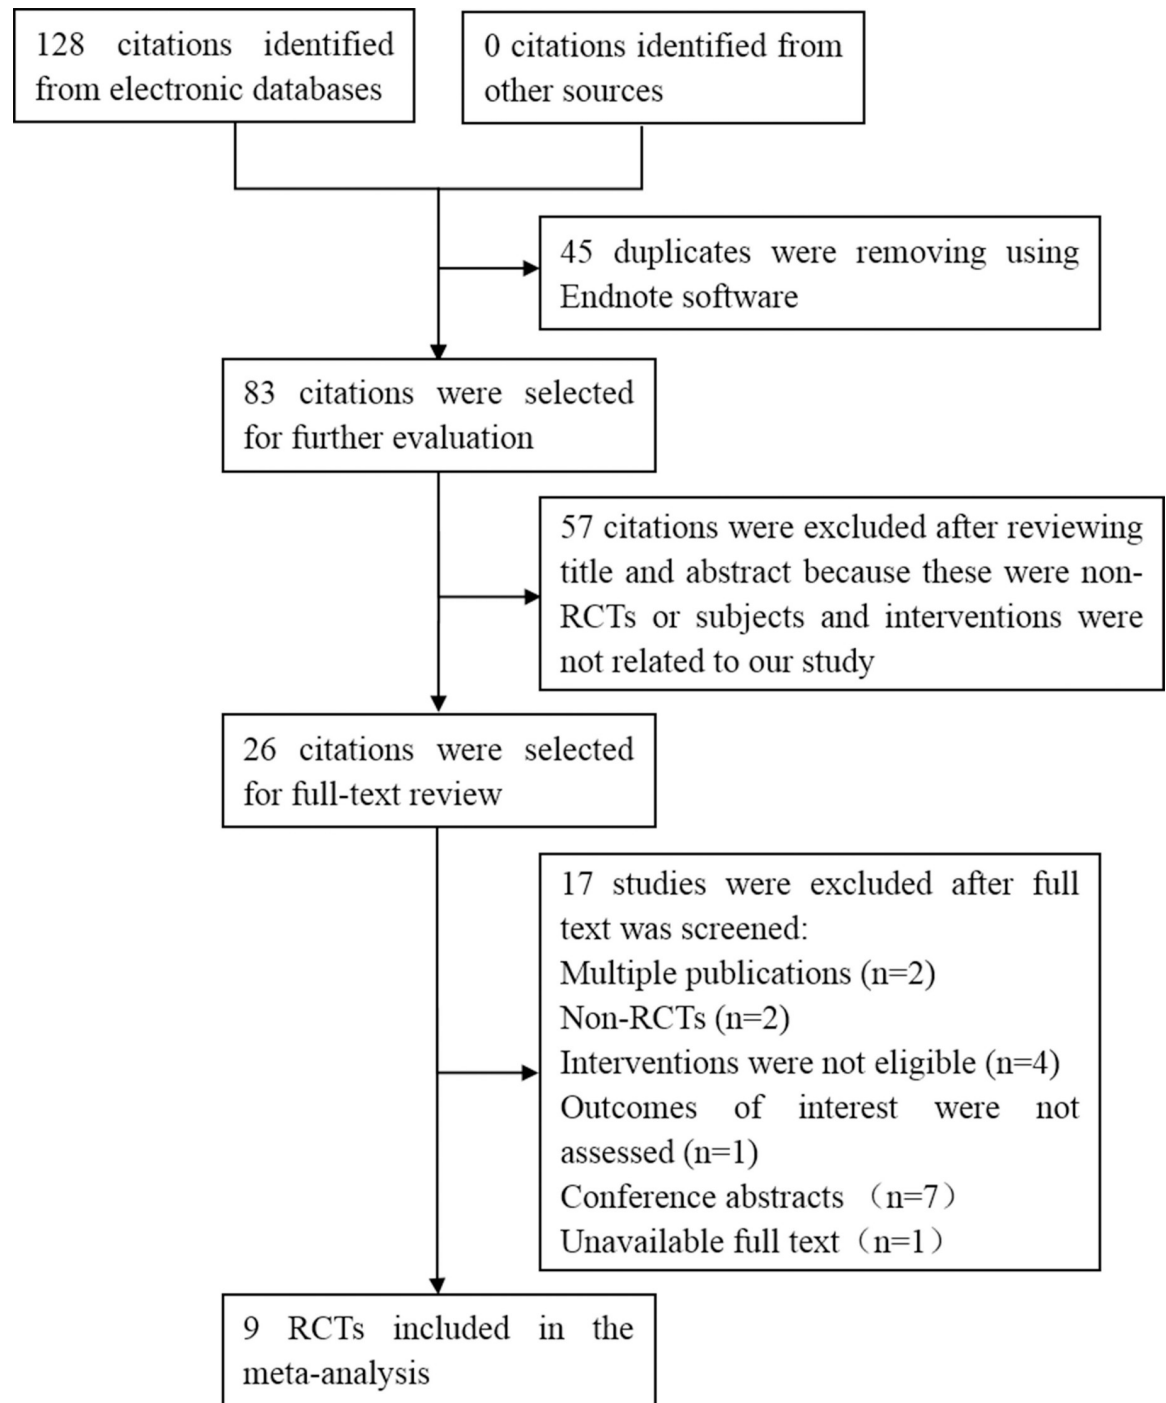 128 citations identified
from electronic databases
0 citations identified from
other sources
45 duplicates were removing using
Endnote software
83 citations were selected
for further evaluation
57 citations were excluded after reviewing
title and abstract because these were non-
RCTs or subjects and interventions were
not related to our study
26 citations were selected
for full-text review
17 studies were excluded after full
text was screened:
Multiple publications (n=2)
Non-RCTs (n=2)
Interventions were not eligible (n=4)
Outcomes of interest were not
assessed (n=1)
Conference abstracts （n=7）
Unavailable full text（n=1）
9 RCTs included in the
meta-analysis